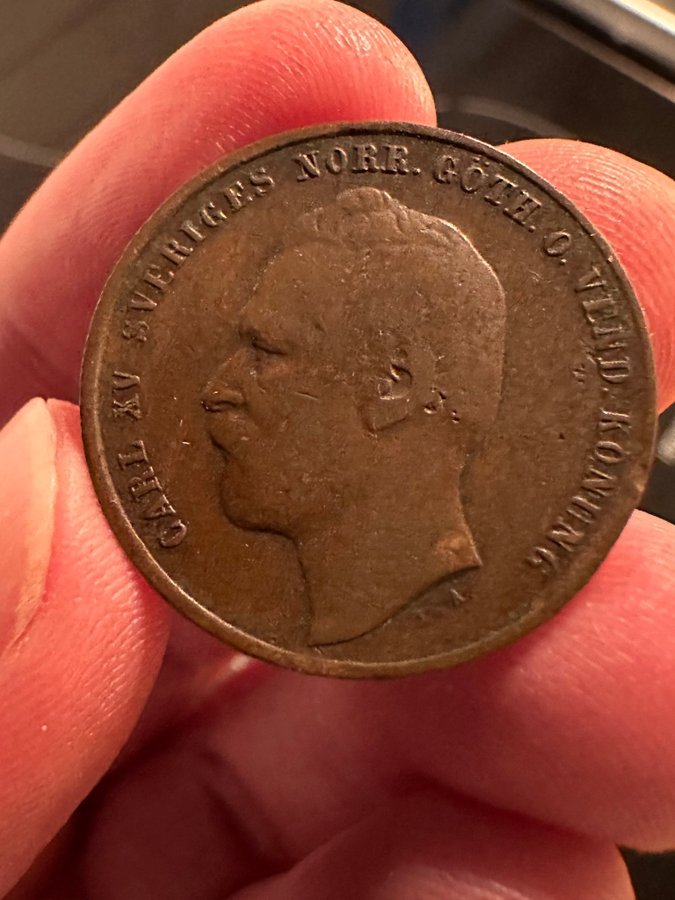 CARL XV SVERIGES NORR. GÖTH. O. VEND. KONUNG